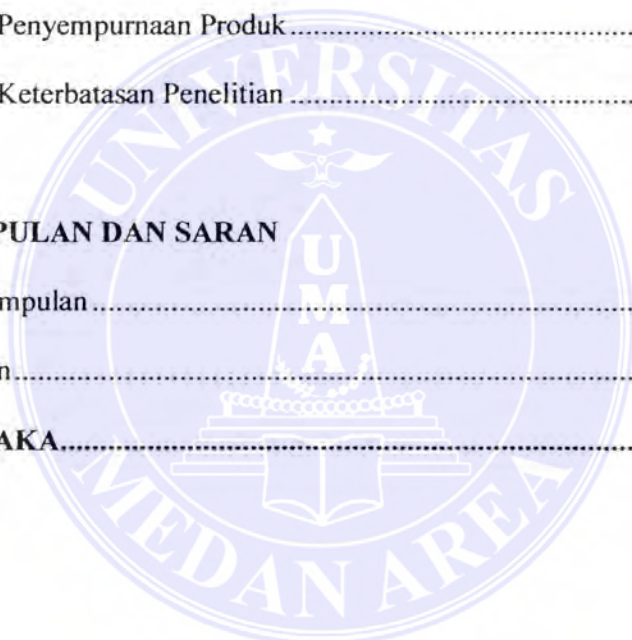 Penyempurnaan Produk ........................................
Keterbatasan Penelitian ........................................
PULAN DAN SARAN
mpulan ........................................
n ........................................
AKA ........................................
UNIVERSITAS
UMA
MEDAN AREA